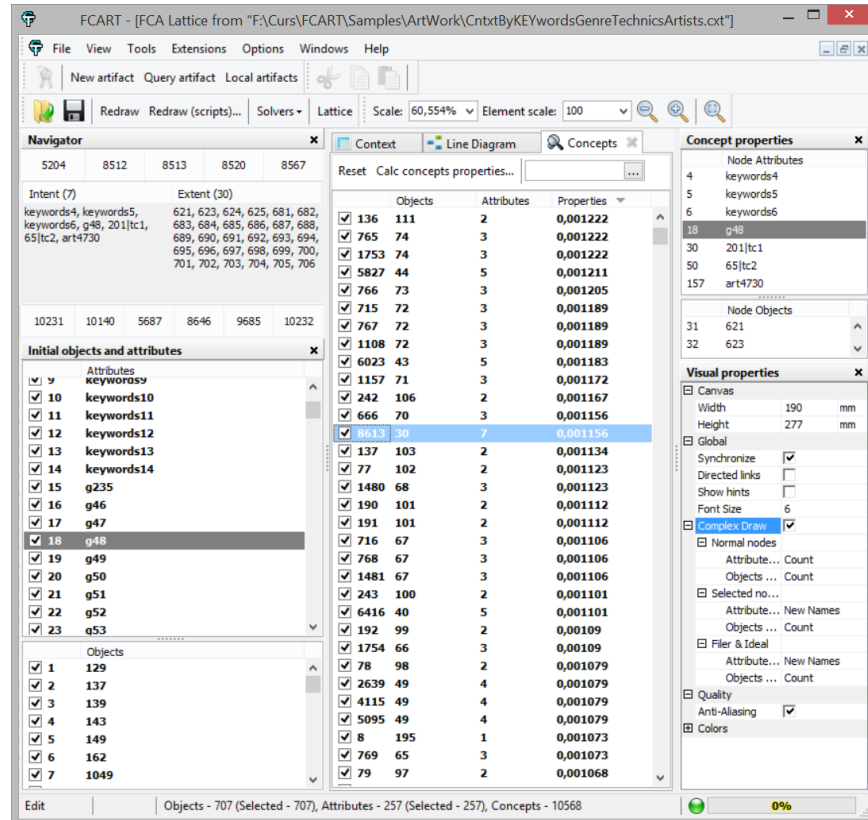 FCART - [FCA Lattice from "F:\Curs\FCART\Samples\ArtWork\CntxtByKEYwordsGenreTechnicsArtists.cxt"]
File View Tools Extensions Options Windows Help
New artifact Query artifact Local artifacts
Redraw Redraw (scripts)... Solvers Lattice Scale: 60,554% Element scale: 100
Navigator
5204 8512 8513 8520 8567
Intent (7) Extent (30)
keywords4, keywords5, 621, 623, 624, 625, 681, 682,
keywords6, g48, 201|tc1, 683, 684, 685, 686, 687, 688,
65|tc2, art4730 689, 690, 691, 692, 693, 694,
695, 696, 697, 698, 699, 700,
701, 702, 703, 704, 705, 706
10231 10140 5687 8646 9685 10232
Initial objects and attributes
Attributes
9 keywords9
10 keywords10
11 keywords11
12 keywords12
13 keywords13
14 keywords14
15 g235
16 g46
17 g47
18 g48
19 g49
20 g50
21 g51
22 g52
23 g53
Objects
1 129
2 137
3 139
4 143
5 149
6 162
7 1049
Context Line Diagram Concepts
Reset Calc concepts properties... ...
Objects Attributes Properties
136 111 2 0,001222
765 74 3 0,001222
1753 74 3 0,001222
5827 44 5 0,001211
766 73 3 0,001205
715 72 3 0,001189
767 72 3 0,001189
1108 72 3 0,001189
6023 43 5 0,001183
1157 71 3 0,001172
242 106 2 0,001167
666 70 3 0,001156
8613 30 7 0,001156
137 103 2 0,001134
77 102 2 0,001123
1480 68 3 0,001123
190 101 2 0,001112
191 101 2 0,001112
716 67 3 0,001106
768 67 3 0,001106
1481 67 3 0,001106
243 100 2 0,001101
6416 40 5 0,001101
192 99 2 0,00109
1754 66 3 0,00109
78 98 2 0,001079
2639 49 4 0,001079
4115 49 4 0,001079
5095 49 4 0,001079
8 195 1 0,001073
769 65 3 0,001073
79 97 2 0,001068
Concept properties
Node Attributes
4 keywords4
5 keywords5
6 keywords6
18 g48
30 201|tc1
50 65|tc2
157 art4730
Node Objects
31 621
32 623
Visual properties
Canvas
Width 190 mm
Height 277 mm
Global
Synchronize
Directed links
Show hints
Font Size 6
Complex Draw
Normal nodes
Attribute... Count
Objects ... Count
Selected no...
Attribute... New Names
Objects ... Count
Filer & Ideal
Attribute... New Names
Objects ... Count
Quality
Anti-Aliasing
Colors
Edit Objects - 707 (Selected - 707), Attributes - 257 (Selected - 257), Concepts - 10568 0%